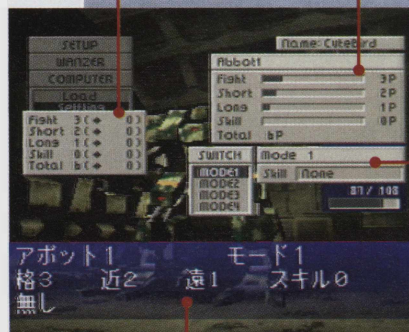 SETUP
WANZER
COMPUTER
Load
Setting
Name: Cutebird
Abbot1
Fight 3P
Short 2P
Long 1P
Skill 0P
Total 6P
Fight 3( 0)
Short 2( 0)
Long 1( 0)
Skill 0( 0)
Total 6( 0)
SWITCH
MODE1
MODE2
MODE3
MODE4
Mode 1
Skill None
87 / 108
アボット1 モード1
格3 近2 遠1 スキル0
無し